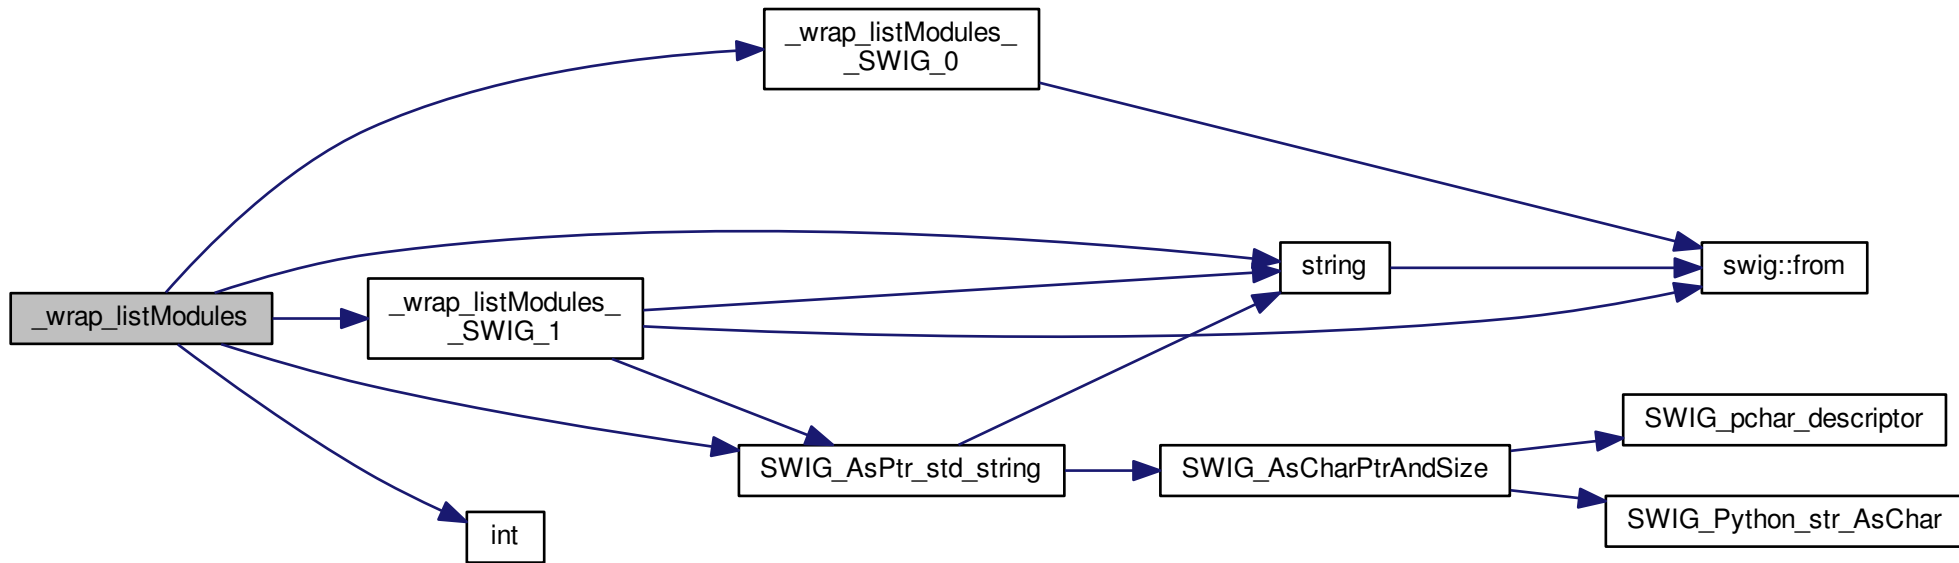 _wrap_listModules_
_SWIG_0
string
swig::from
_wrap_listModules
_wrap_listModules_
_SWIG_1
SWIG_pchar_descriptor
SWIG_AsPtr_std_string
SWIG_AsCharPtrAndSize
SWIG_Python_str_AsChar
int